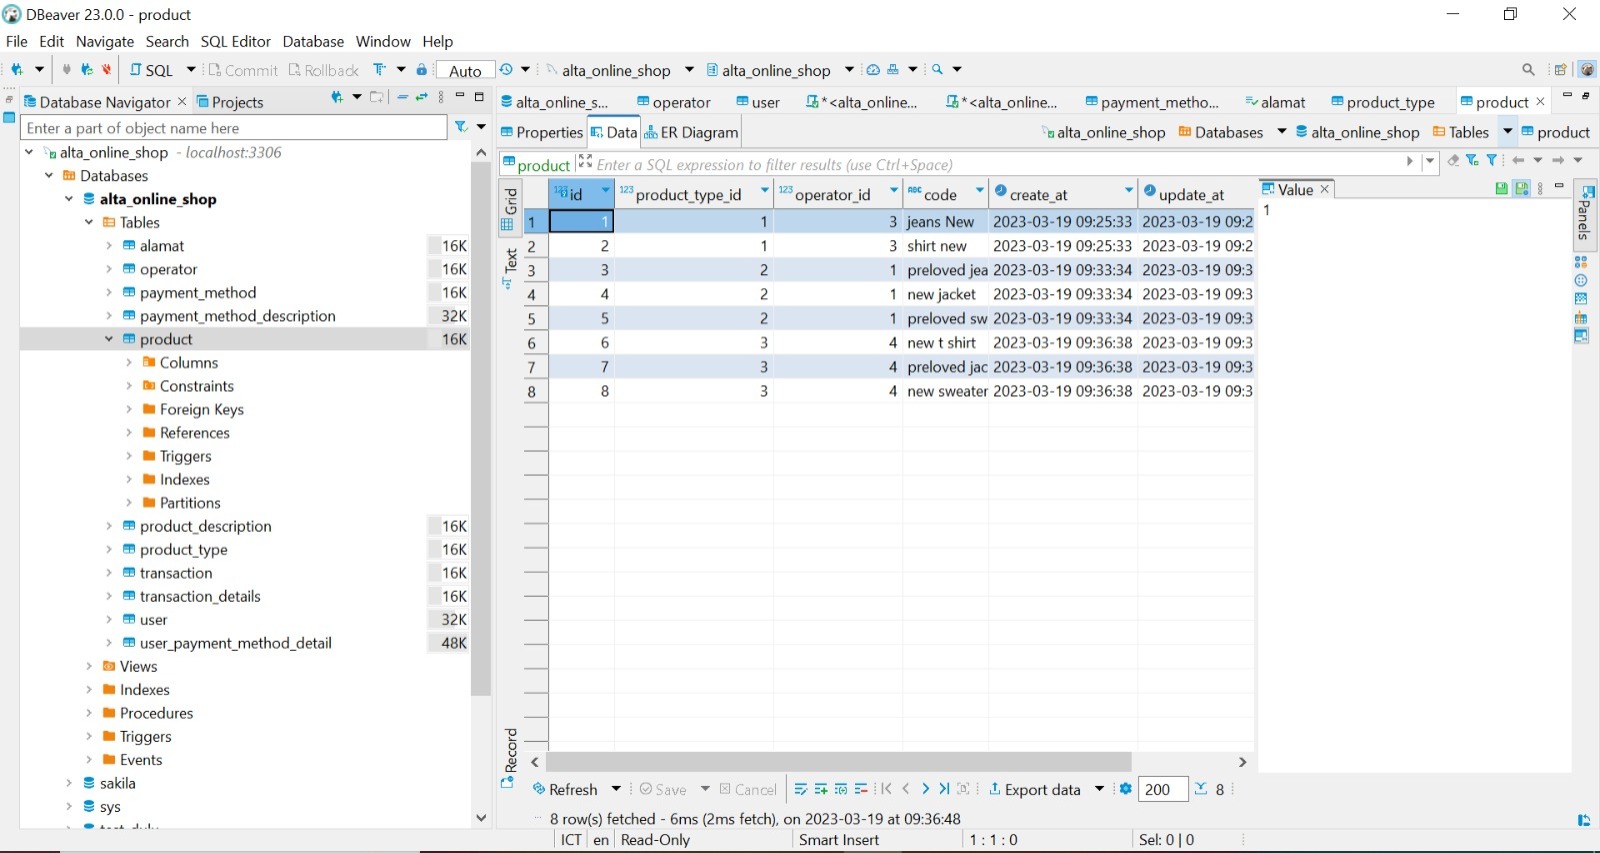 DBeaver 23.0.0 - product
File Edit Navigate Search SQL Editor Database Window Help
SQL Commit Rollback Auto alta_online_shop alta_online_shop
Database Navigator Projects
Enter a part of object name here
alta_online_shop - localhost:3306
Databases
alta_online_shop
Tables
alamat 16K
operator 16K
payment_method 16K
payment_method_description 32K
product 16K
Columns
Constraints
Foreign Keys
References
Triggers
Indexes
Partitions
product_description 16K
product_type 16K
transaction 16K
transaction_details 16K
user 32K
user_payment_method_detail 48K
Views
Indexes
Procedures
Triggers
Events
sakila
sys
alta_online_s... operator user *<alta_online... *<alta_online... payment_metho... alamat product_type product
Properties Data ER Diagram alta_online_shop Databases alta_online_shop Tables product
product Enter a SQL expression to filter results (use Ctrl+Space)
Grid
Text
Record
123 id 123 product_type_id 123 operator_id ABC code create_at update_at
1 1 1 3 jeans New 2023-03-19 09:25:33 2023-03-19 09:2
2 2 1 3 shirt new 2023-03-19 09:25:33 2023-03-19 09:2
3 3 2 1 preloved jea 2023-03-19 09:33:34 2023-03-19 09:3
4 4 2 1 new jacket 2023-03-19 09:33:34 2023-03-19 09:3
5 5 2 1 preloved sw 2023-03-19 09:33:34 2023-03-19 09:3
6 6 3 4 new t shirt 2023-03-19 09:36:38 2023-03-19 09:3
7 7 3 4 preloved jac 2023-03-19 09:36:38 2023-03-19 09:3
8 8 3 4 new sweater 2023-03-19 09:36:38 2023-03-19 09:3
Value
1
Panels
Refresh Save Cancel Export data 200 8
8 row(s) fetched - 6ms (2ms fetch), on 2023-03-19 at 09:36:48
ICT en Read-Only Smart Insert 1 : 1 : 0 Sel: 0 | 0